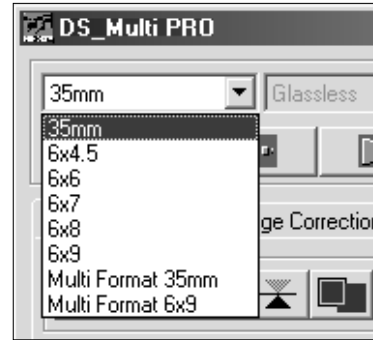 DS_Multi PRO
35mm Glassless
35mm
6x4.5
6x6
6x7
6x8
6x9
ge Correction
Multi Format 35mm
Multi Format 6x9